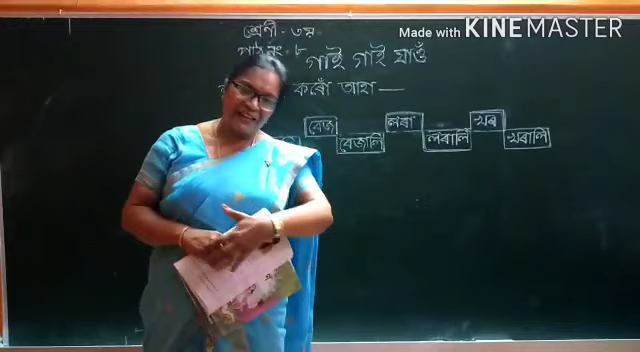 Made with KINEMASTER
শ্ৰেণী - ৩য়
পাঠ নং - ৮ গাই গাই যাওঁ
কৰোঁ আহা —
বেজ লৰা খৰ
বেজালি লৰালি খৰালি